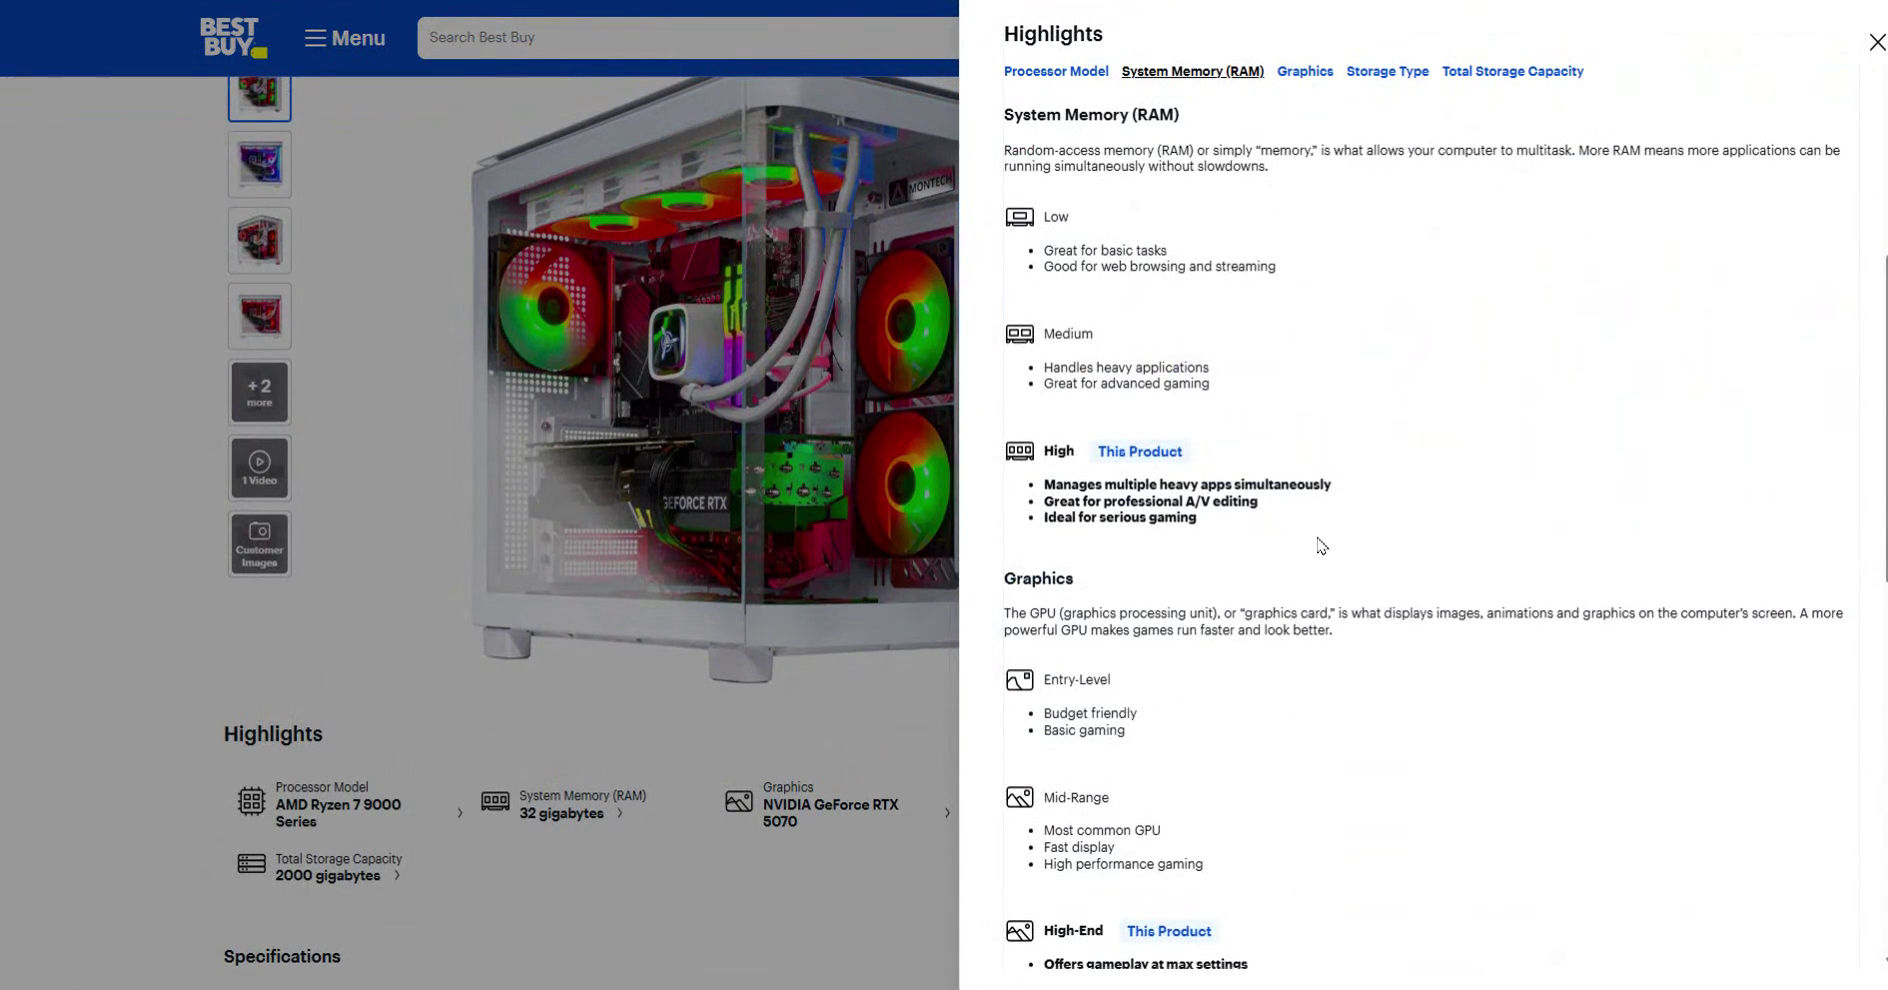 BEST
BUY
Menu
Search Best Buy
+2
more
1 Video
Customer
Images
MONTECH
GEFORCE RTX
Highlights
Processor Model
AMD Ryzen 7 9000
Series
System Memory (RAM)
32 gigabytes
Graphics
NVIDIA GeForce RTX
5070
Total Storage Capacity
2000 gigabytes
Specifications
Highlights
Processor Model System Memory (RAM) Graphics Storage Type Total Storage Capacity
System Memory (RAM)
Random-access memory (RAM) or simply “memory,” is what allows your computer to multitask. More RAM means more applications can be
running simultaneously without slowdowns.
Low
• Great for basic tasks
• Good for web browsing and streaming
Medium
• Handles heavy applications
• Great for advanced gaming
High This Product
• Manages multiple heavy apps simultaneously
• Great for professional A/V editing
• Ideal for serious gaming
Graphics
The GPU (graphics processing unit), or “graphics card,” is what displays images, animations and graphics on the computer’s screen. A more
powerful GPU makes games run faster and look better.
Entry-Level
• Budget friendly
• Basic gaming
Mid-Range
• Most common GPU
• Fast display
• High performance gaming
High-End This Product
• Offers gameplay at max settings